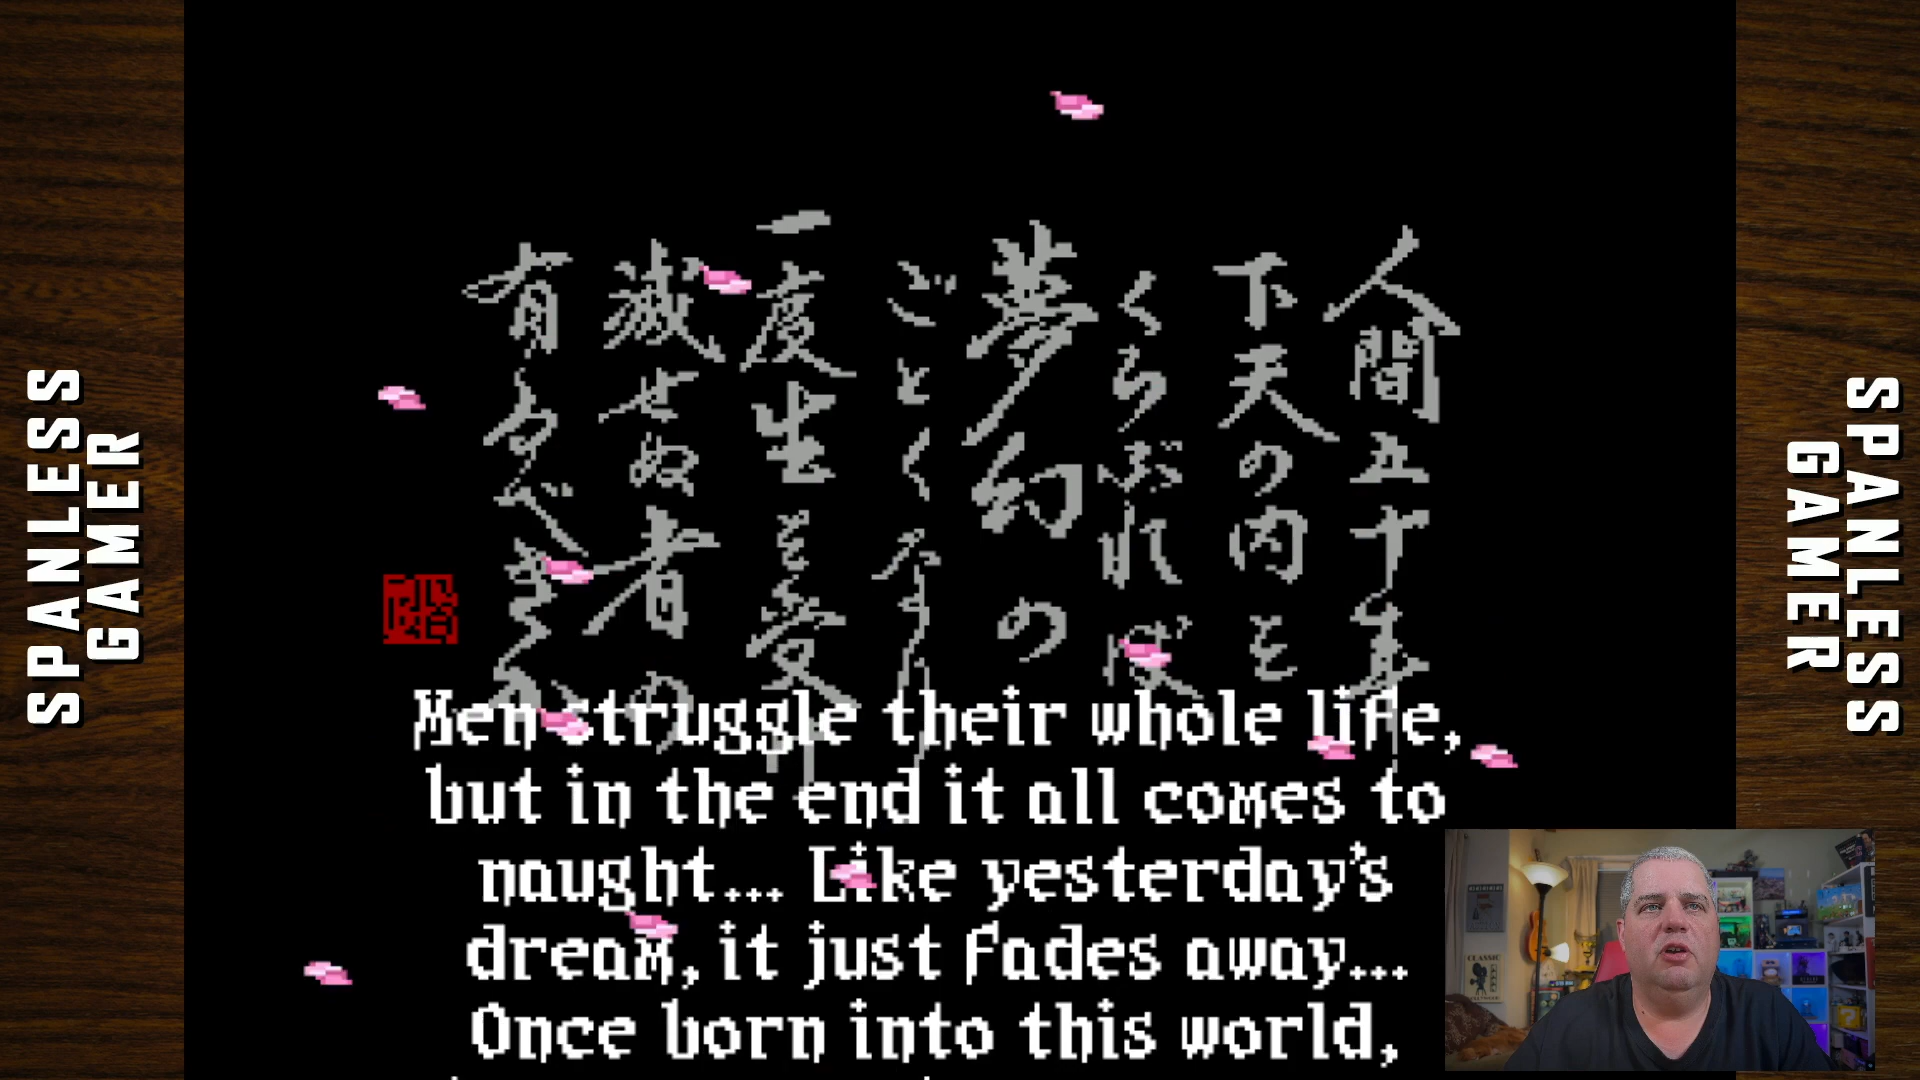 人間五十年
下天の内を
くらぶれば
夢幻の
ごとくなり
一度生を受け
滅せぬ者の
有るべきか
Men struggle their whole life,
but in the end it all comes to
naught... Like yesterday's
dream, it just fades away...
Once born into this world,
SPANLESS
GAMER
SPANLESS
GAMER
CLASSIC